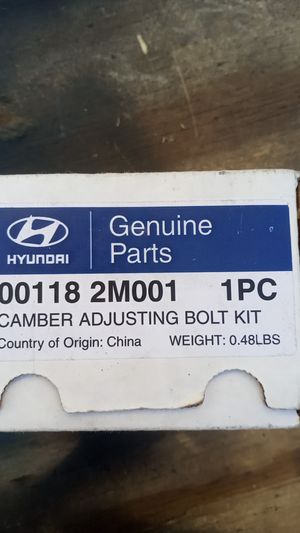 HYUNDAI
Genuine
Parts
00118 2M001 1PC
CAMBER ADJUSTING BOLT KIT
Country of Origin: China WEIGHT: 0.48LBS